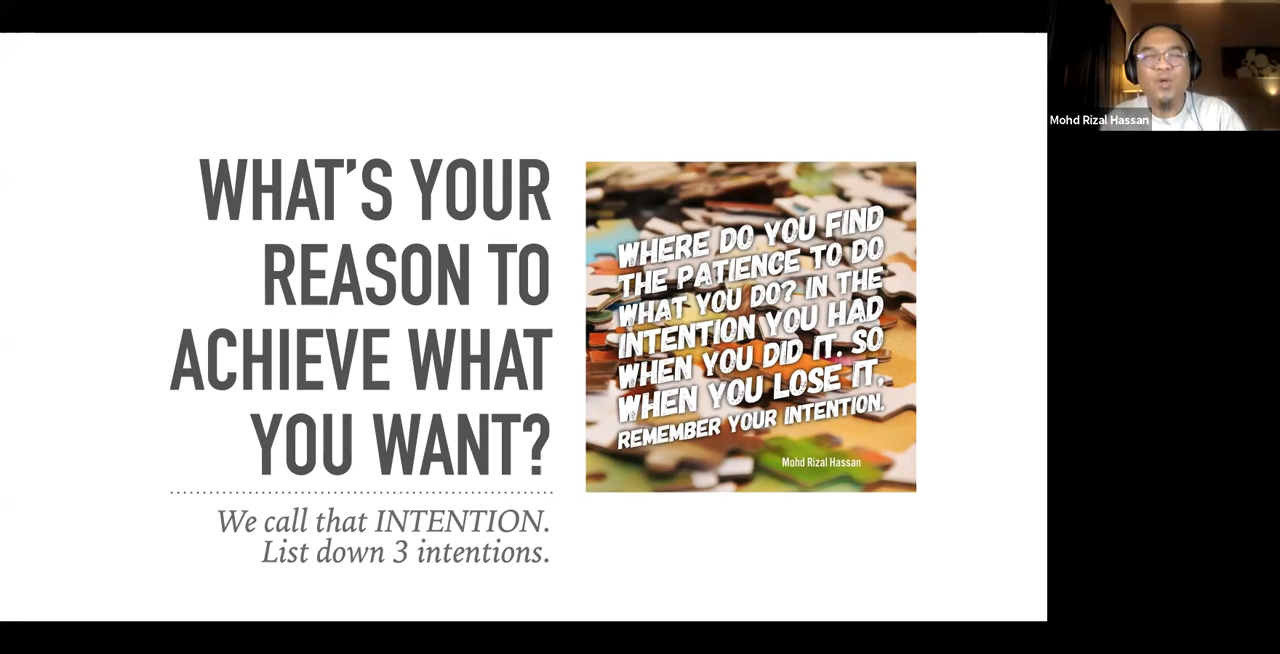 WHAT'S YOUR
REASON TO
ACHIEVE WHAT
YOU WANT?
We call that INTENTION.
List down 3 intentions.
WHERE DO YOU FIND
THE PATIENCE TO DO
WHAT YOU DO? IN THE
INTENTION YOU HAD
WHEN YOU DID IT. SO
WHEN YOU LOSE IT,
REMEMBER YOUR INTENTION.
Mohd Rizal Hassan
Mohd Rizal Hassan